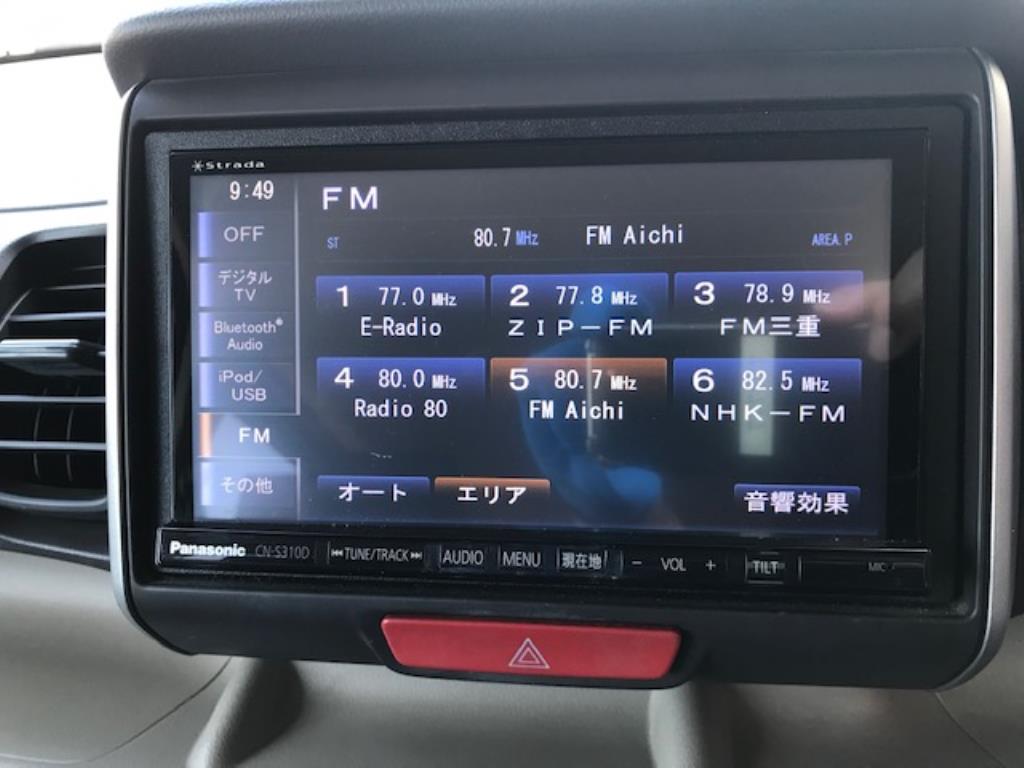 Strada
9:49
OFF
デジタル
TV
Bluetooth®
Audio
iPod/
USB
FM
その他
FM
ST 80.7 MHz FM Aichi AREA. P
1 77.0 MHz
E-Radio
2 77.8 MHz
ZIP－FM
3 78.9 MHz
FM三重
4 80.0 MHz
Radio 80
5 80.7 MHz
FM Aichi
6 82.5 MHz
NHK－FM
オート エリア 音響効果
Panasonic CN-S310D TUNE/TRACK AUDIO MENU 現在地 − VOL + TILT MIC